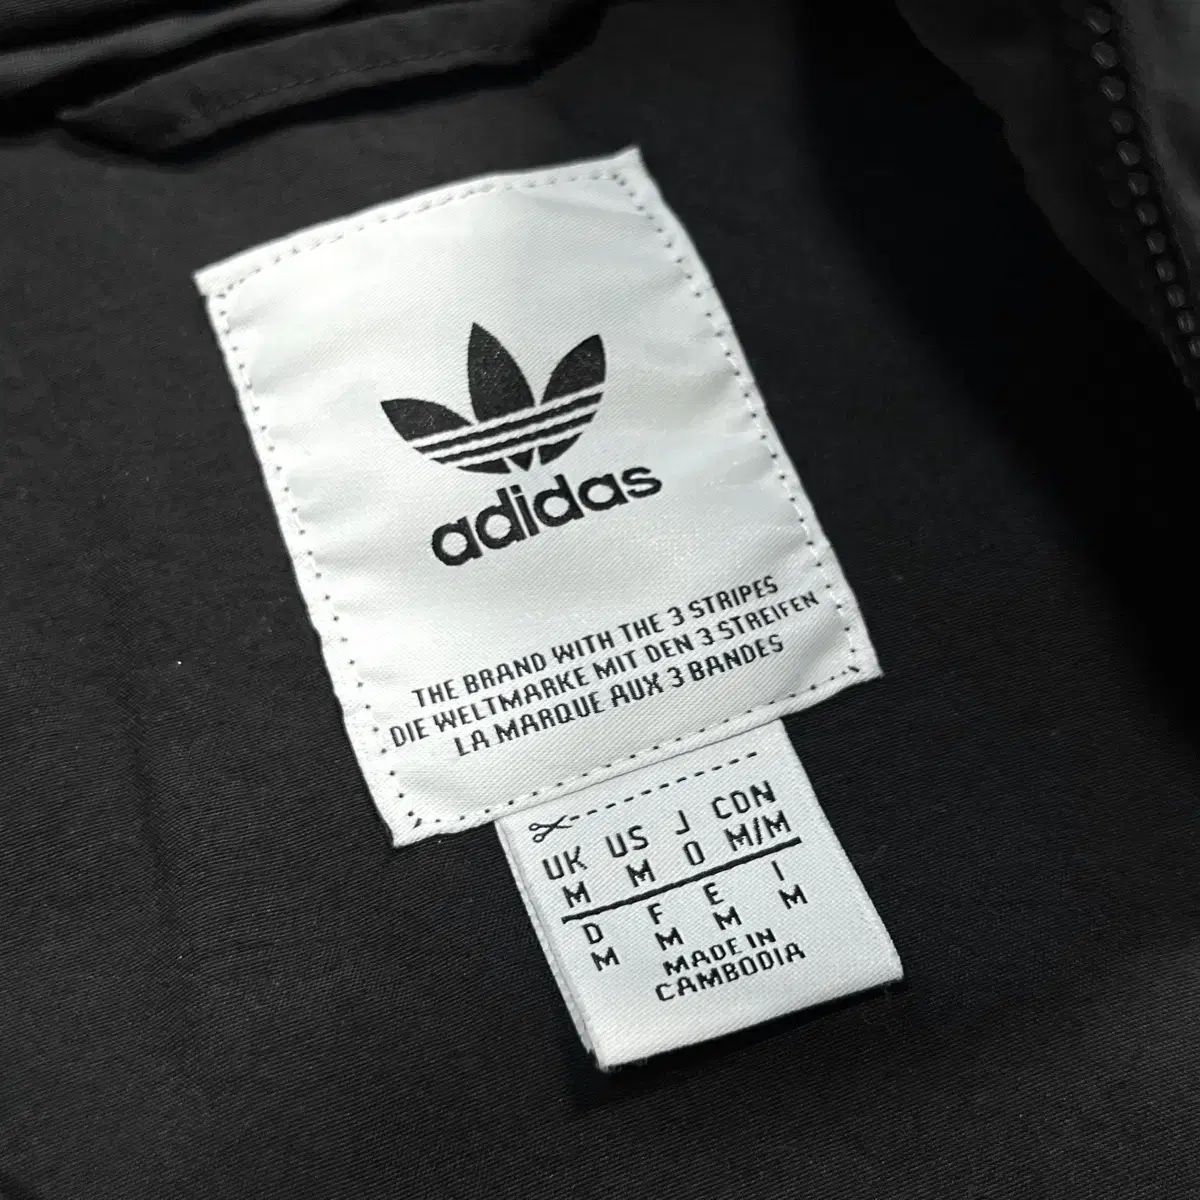 adidas
THE BRAND WITH THE 3 STRIPES
DIE WELTMARKE MIT DEN 3 STREIFEN
LA MARQUE AUX 3 BANDES
UK US J CDN
M M O M/M
D F E I
M M M M
MADE IN
CAMBODIA